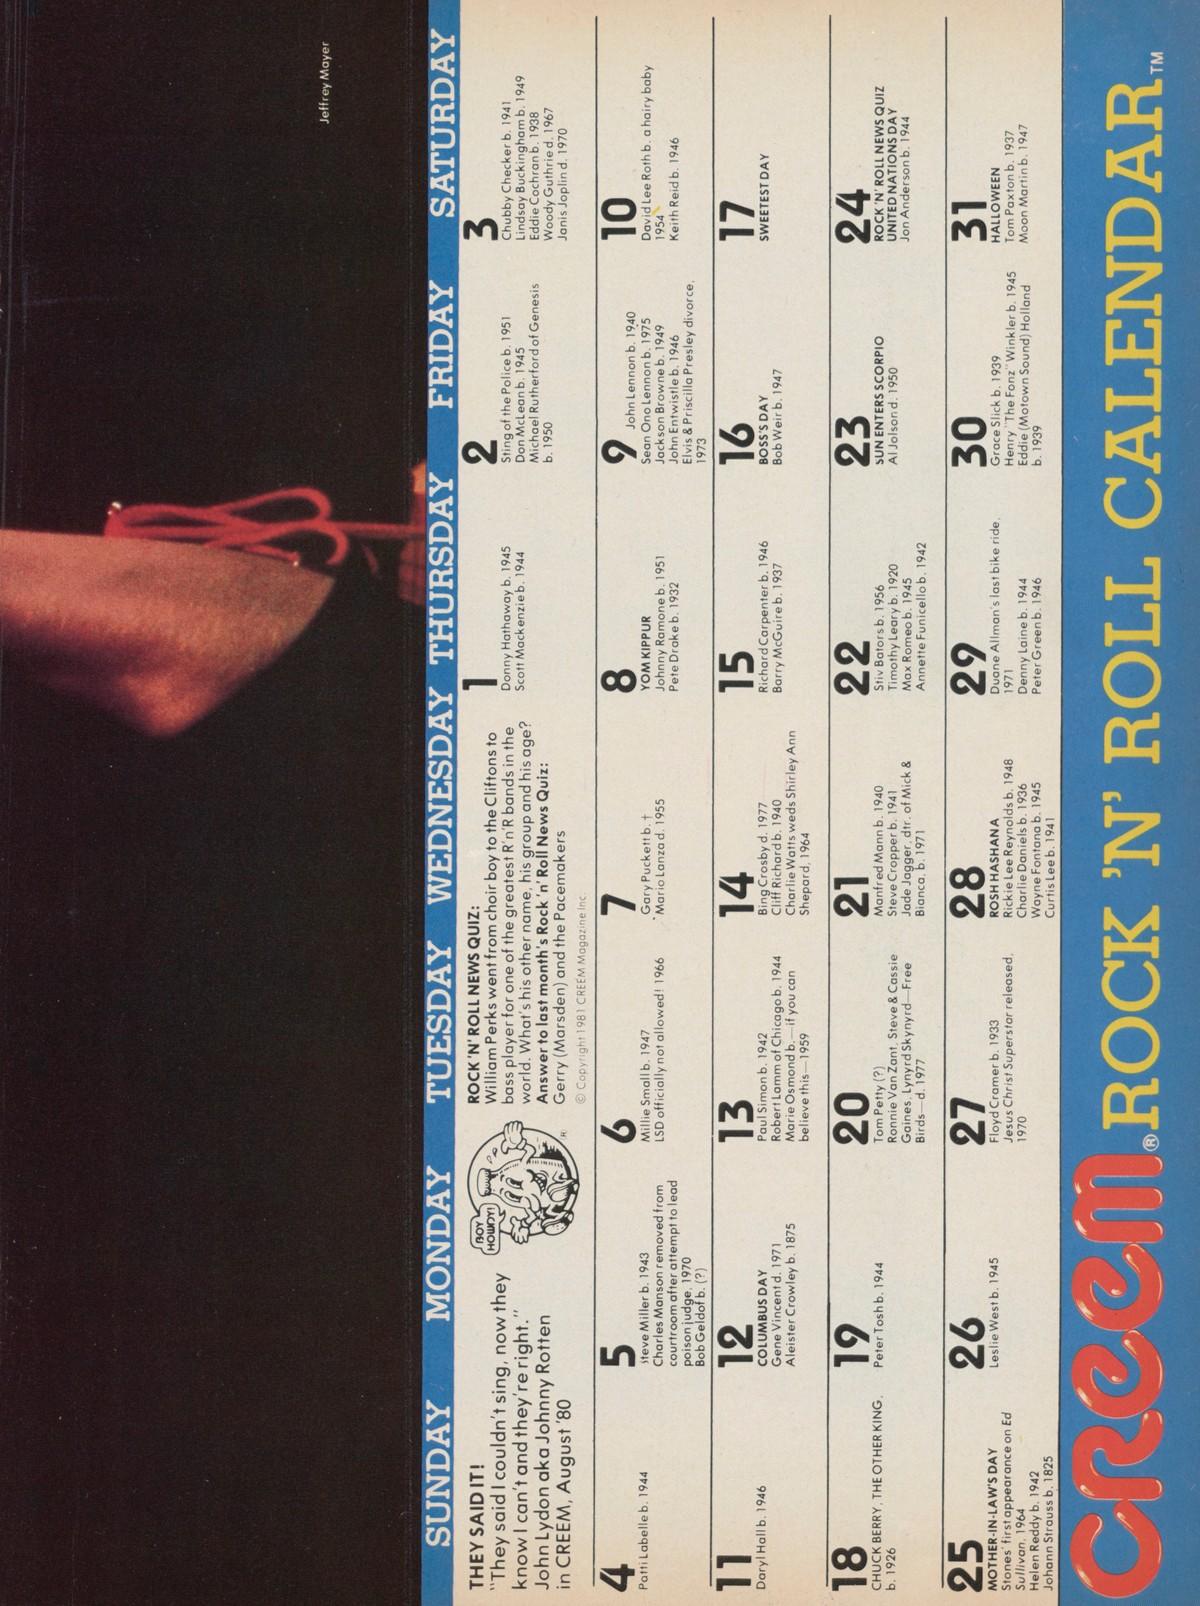 Jeffrey Mayer
SUNDAY MONDAY TUESDAY WEDNESDAY THURSDAY FRIDAY SATURDAY
THEY SAID IT!
"They said I couldn't sing, now they
know I can't and they're right."
John Lydon aka Johnny Rotten
in CREEM, August '80
BOY
HOWDY!
®
ROCK 'N' ROLL NEWS QUIZ:
William Perks went from choir boy to the Cliftons to
bass player for one of the greatest R'n'R bands in the
world. What's his other name, his group and his age?
Answer to last month's Rock 'n' Roll News Quiz:
Gerry (Marsden) and the Pacemakers
© Copyright 1981 CREEM Magazine Inc.
1
Donny Hathaway b. 1945
Scott Mackenzie b. 1944
2
Sting of the Police b. 1951
Don McLean b. 1945
Michael Rutherford of Genesis
b. 1950
3
Chubby Checker b. 1941
Lindsay Buckingham b. 1949
Eddie Cochran b. 1938
Woody Guthrie d. 1967
Janis Joplin d. 1970
4
Patti Labelle b. 1944
5
Steve Miller b. 1943
Charles Manson removed from
courtroom after attempt to lead
poison judge, 1970
Bob Geldof b. (?)
6
Millie Small b. 1947
LSD officially not allowed! 1966
7
Gary Puckett b. †
Mario Lanza d. 1955
8
YOM KIPPUR
Johnny Ramone b. 1951
Pete Drake b. 1932
9
John Lennon b. 1940
Sean Ono Lennon b. 1975
Jackson Browne b. 1949
John Entwistle b. 1946
Elvis & Priscilla Presley divorce,
1973
10
David Lee Roth b. a hairy baby
1954
Keith Reid b. 1946
11
Daryl Hall b. 1946
12
COLUMBUS DAY
Gene Vincent d. 1971
Aleister Crowley b. 1875
13
Paul Simon b. 1942
Robert Lamm of Chicago b. 1944
Marie Osmond b.—if you can
believe this—1959
14
Bing Crosby d. 1977
Cliff Richard b. 1940
Charlie Watts weds Shirley Ann
Shepard, 1964
15
Richard Carpenter b. 1946
Barry McGuire b. 1937
16
BOSS'S DAY
Bob Weir b. 1947
17
SWEETEST DAY
18
CHUCK BERRY, THE OTHER KING,
b. 1926
19
Peter Tosh b. 1944
20
Tom Petty (?)
Ronnie Van Zant, Steve & Cassie
Gaines, Lynyrd Skynyrd—Free
Birds—d. 1977
21
Manfred Mann b. 1940
Steve Cropper b. 1941
Jade Jagger, dtr. of Mick &
Bianca, b. 1971
22
Stiv Bators b. 1956
Timothy Leary b. 1920
Max Romeo b. 1945
Annette Funicello b. 1942
23
SUN ENTERS SCORPIO
Al Jolson d. 1950
24
ROCK 'N' ROLL NEWS QUIZ
UNITED NATIONS DAY
Jon Anderson b. 1944
25
MOTHER-IN-LAW'S DAY
Stones' first appearance on Ed
Sullivan, 1964
Helen Reddy b. 1942
Johann Strauss b. 1825
26
Leslie West b. 1945
27
Floyd Cramer b. 1933
Jesus Christ Superstar released,
1970
28
ROSH HASHANA
Rickie Lee Reynolds b. 1948
Charlie Daniels b. 1936
Wayne Fontana b. 1945
Curtis Lee b. 1941
29
Duane Allman's last bike ride,
1971
Denny Laine b. 1944
Peter Green b. 1946
30
Grace Slick b. 1939
Henry "The Fonz" Winkler b. 1945
Eddie (Motown Sound) Holland
b. 1939
31
HALLOWEEN
Tom Paxton b. 1937
Moon Martin b. 1947
CREEM® ROCK 'N' ROLL CALENDAR™